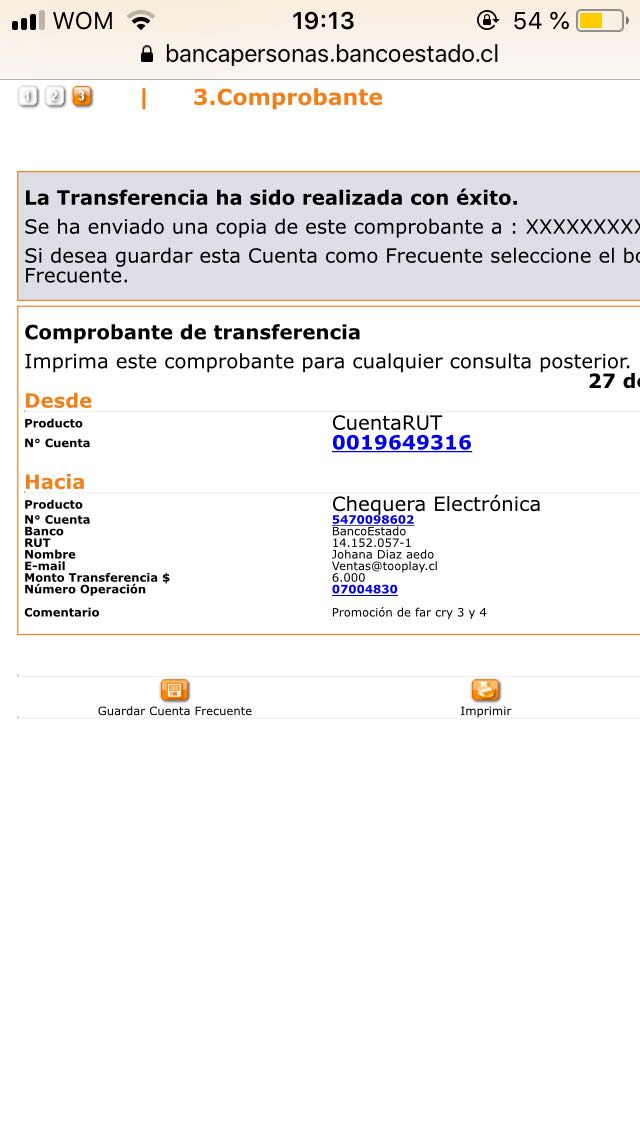 WOM 19:13 54 %
bancapersonas.bancoestado.cl
1 2 3 | 3.Comprobante
La Transferencia ha sido realizada con éxito.
Se ha enviado una copia de este comprobante a : XXXXXXXXX
Si desea guardar esta Cuenta como Frecuente seleccione el bo
Frecuente.
Comprobante de transferencia
Imprima este comprobante para cualquier consulta posterior.
27 de
Desde
Producto CuentaRUT
N° Cuenta 0019649316
Hacia
Producto Chequera Electrónica
N° Cuenta 5470098602
Banco BancoEstado
RUT 14.152.057-1
Nombre Johana Diaz aedo
E-mail Ventas@tooplay.cl
Monto Transferencia $ 6.000
Número Operación 07004830
Comentario Promoción de far cry 3 y 4
Guardar Cuenta Frecuente Imprimir